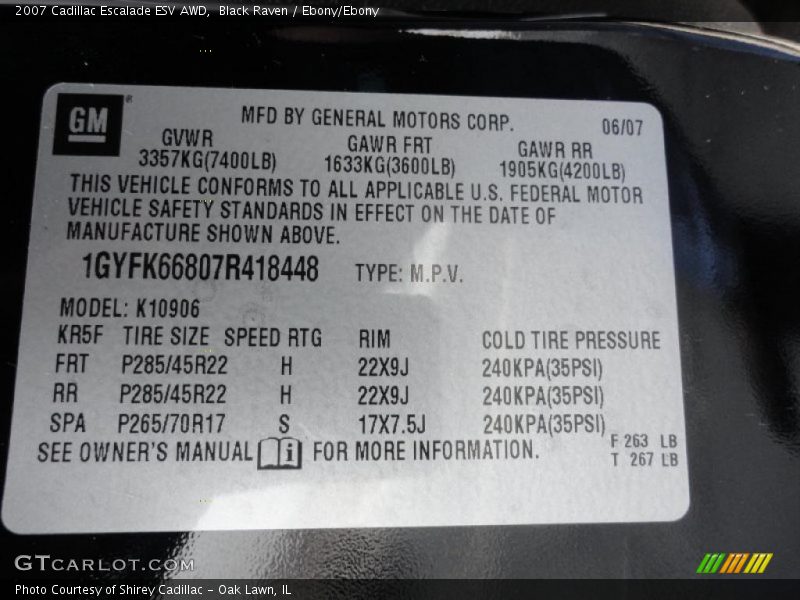 2007 Cadillac Escalade ESV AWD,  Black Raven / Ebony/Ebony
GM®
MFD BY GENERAL MOTORS CORP.
06/07
GVWR GAWR FRT GAWR RR
3357KG(7400LB) 1633KG(3600LB) 1905KG(4200LB)
THIS VEHICLE CONFORMS TO ALL APPLICABLE U.S. FEDERAL MOTOR
VEHICLE SAFETY STANDARDS IN EFFECT ON THE DATE OF
MANUFACTURE SHOWN ABOVE.
1GYFK66807R418448 TYPE: M.P.V.
MODEL: K10906
KR5F TIRE SIZE SPEED RTG RIM COLD TIRE PRESSURE
FRT P285/45R22 H 22X9J 240KPA(35PSI)
RR P285/45R22 H 22X9J 240KPA(35PSI)
SPA P265/70R17 S 17X7.5J 240KPA(35PSI)
SEE OWNER'S MANUAL i FOR MORE INFORMATION.
F 263 LB
T 267 LB
GTcarlot.com
Photo Courtesy of Shirey Cadillac - Oak Lawn, IL